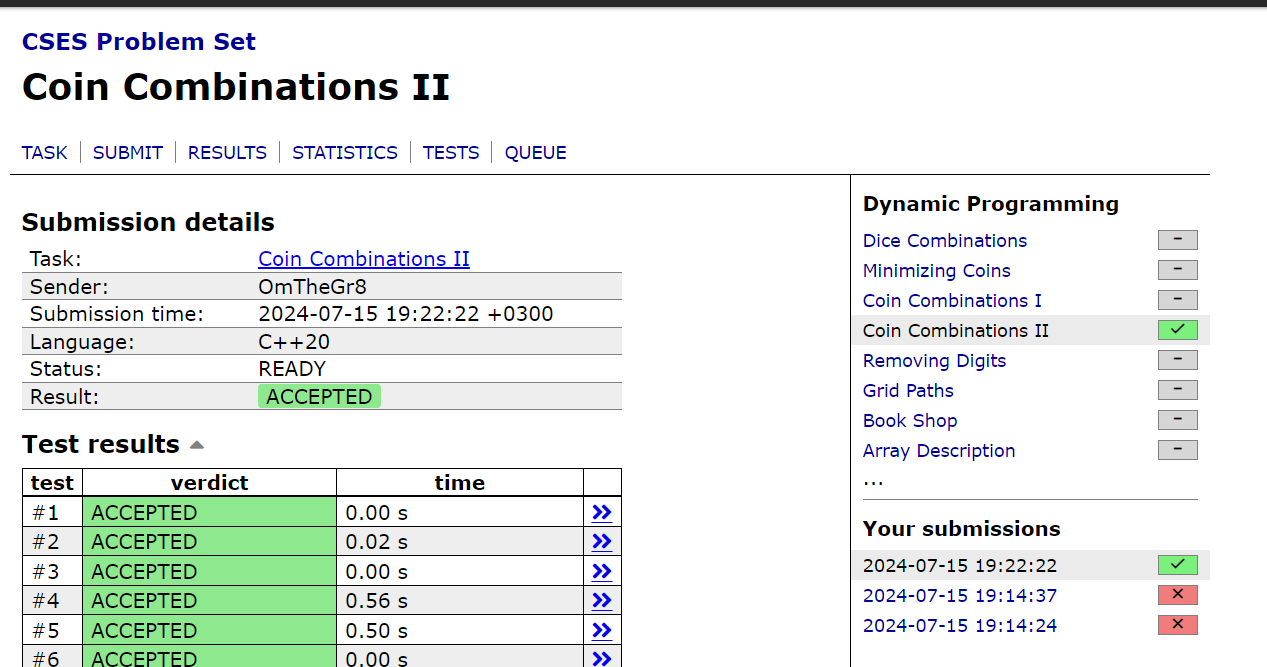 CSES Problem Set
Coin Combinations II
TASK | SUBMIT | RESULTS | STATISTICS | TESTS | QUEUE
Submission details
Task: Coin Combinations II
Sender: OmTheGr8
Submission time: 2024-07-15 19:22:22 +0300
Language: C++20
Status: READY
Result: ACCEPTED
Test results
test verdict time
#1 ACCEPTED 0.00 s »
#2 ACCEPTED 0.02 s »
#3 ACCEPTED 0.00 s »
#4 ACCEPTED 0.56 s »
#5 ACCEPTED 0.50 s »
#6 ACCEPTED 0.00 s »
Dynamic Programming
Dice Combinations –
Minimizing Coins –
Coin Combinations I –
Coin Combinations II ✓
Removing Digits –
Grid Paths –
Book Shop –
Array Description –
...
Your submissions
2024-07-15 19:22:22 ✓
2024-07-15 19:14:37 ✕
2024-07-15 19:14:24 ✕